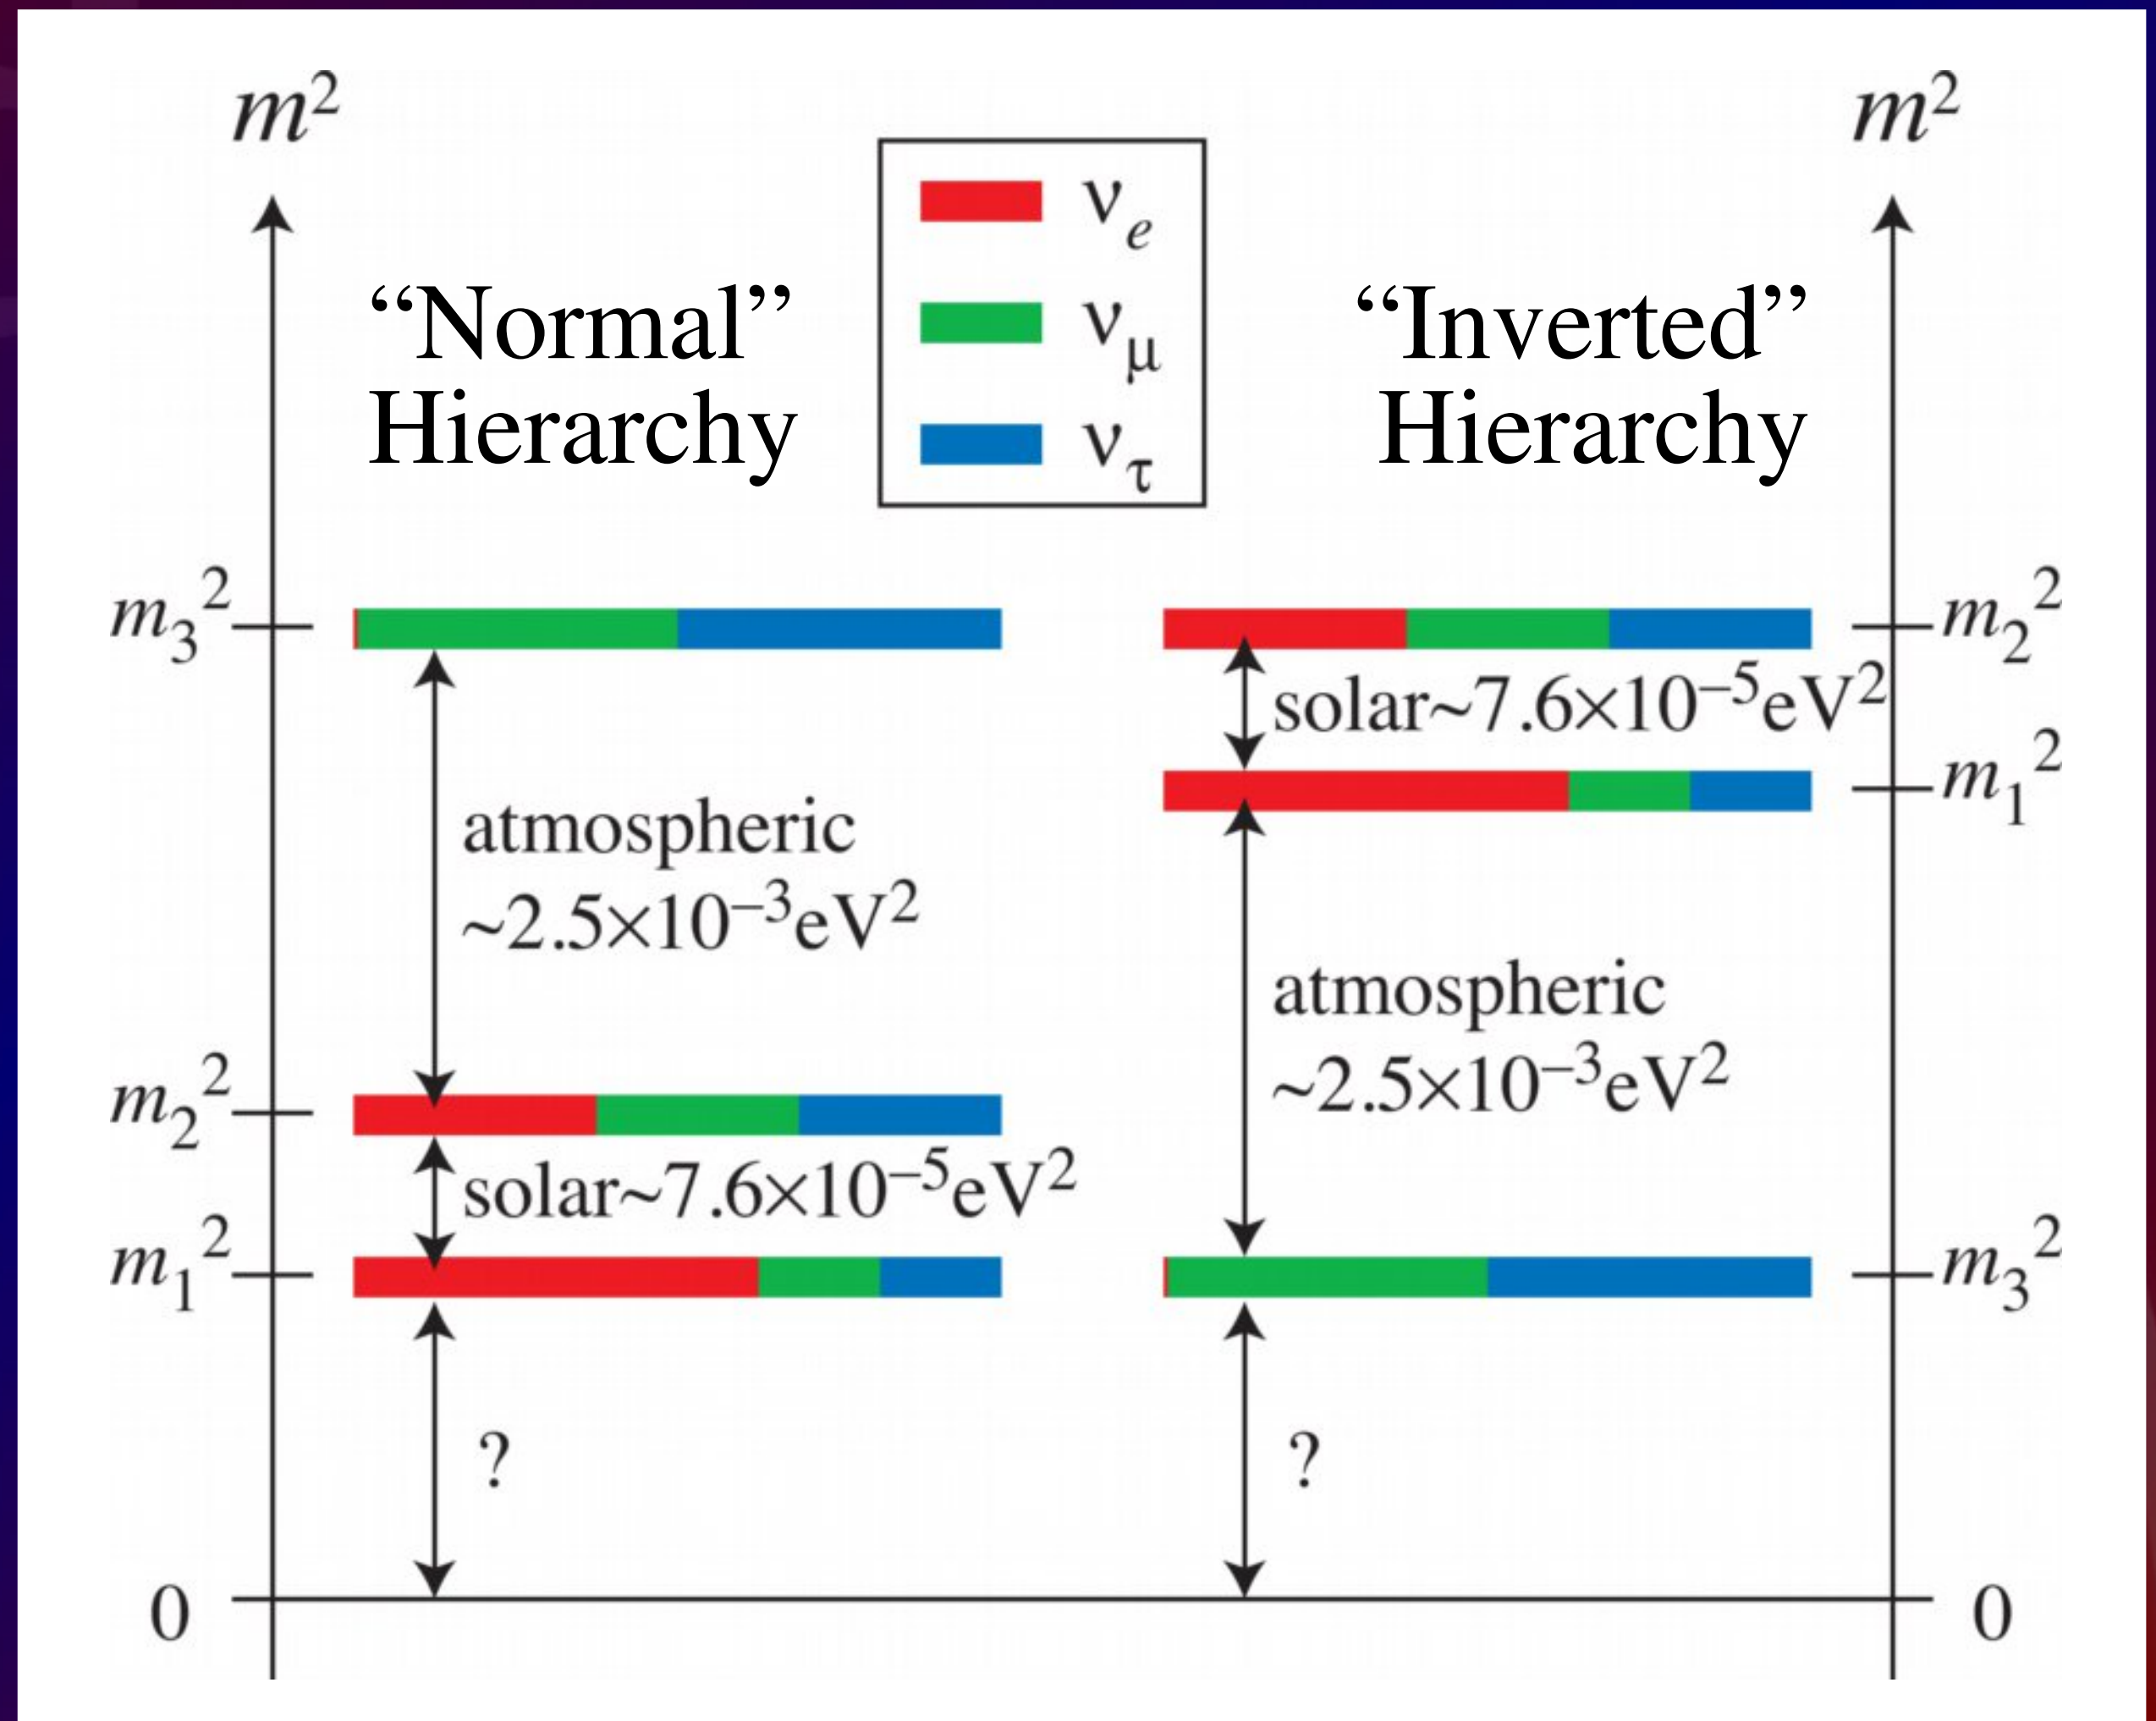 m²
m²
νe
νμ
ντ
“Normal”
Hierarchy
“Inverted”
Hierarchy
m₃²
m₂²
solar~7.6×10⁻⁵eV²
m₁²
atmospheric
~2.5×10⁻³eV²
atmospheric
~2.5×10⁻³eV²
m₂²
solar~7.6×10⁻⁵eV²
m₁²
m₃²
?
?
0
0